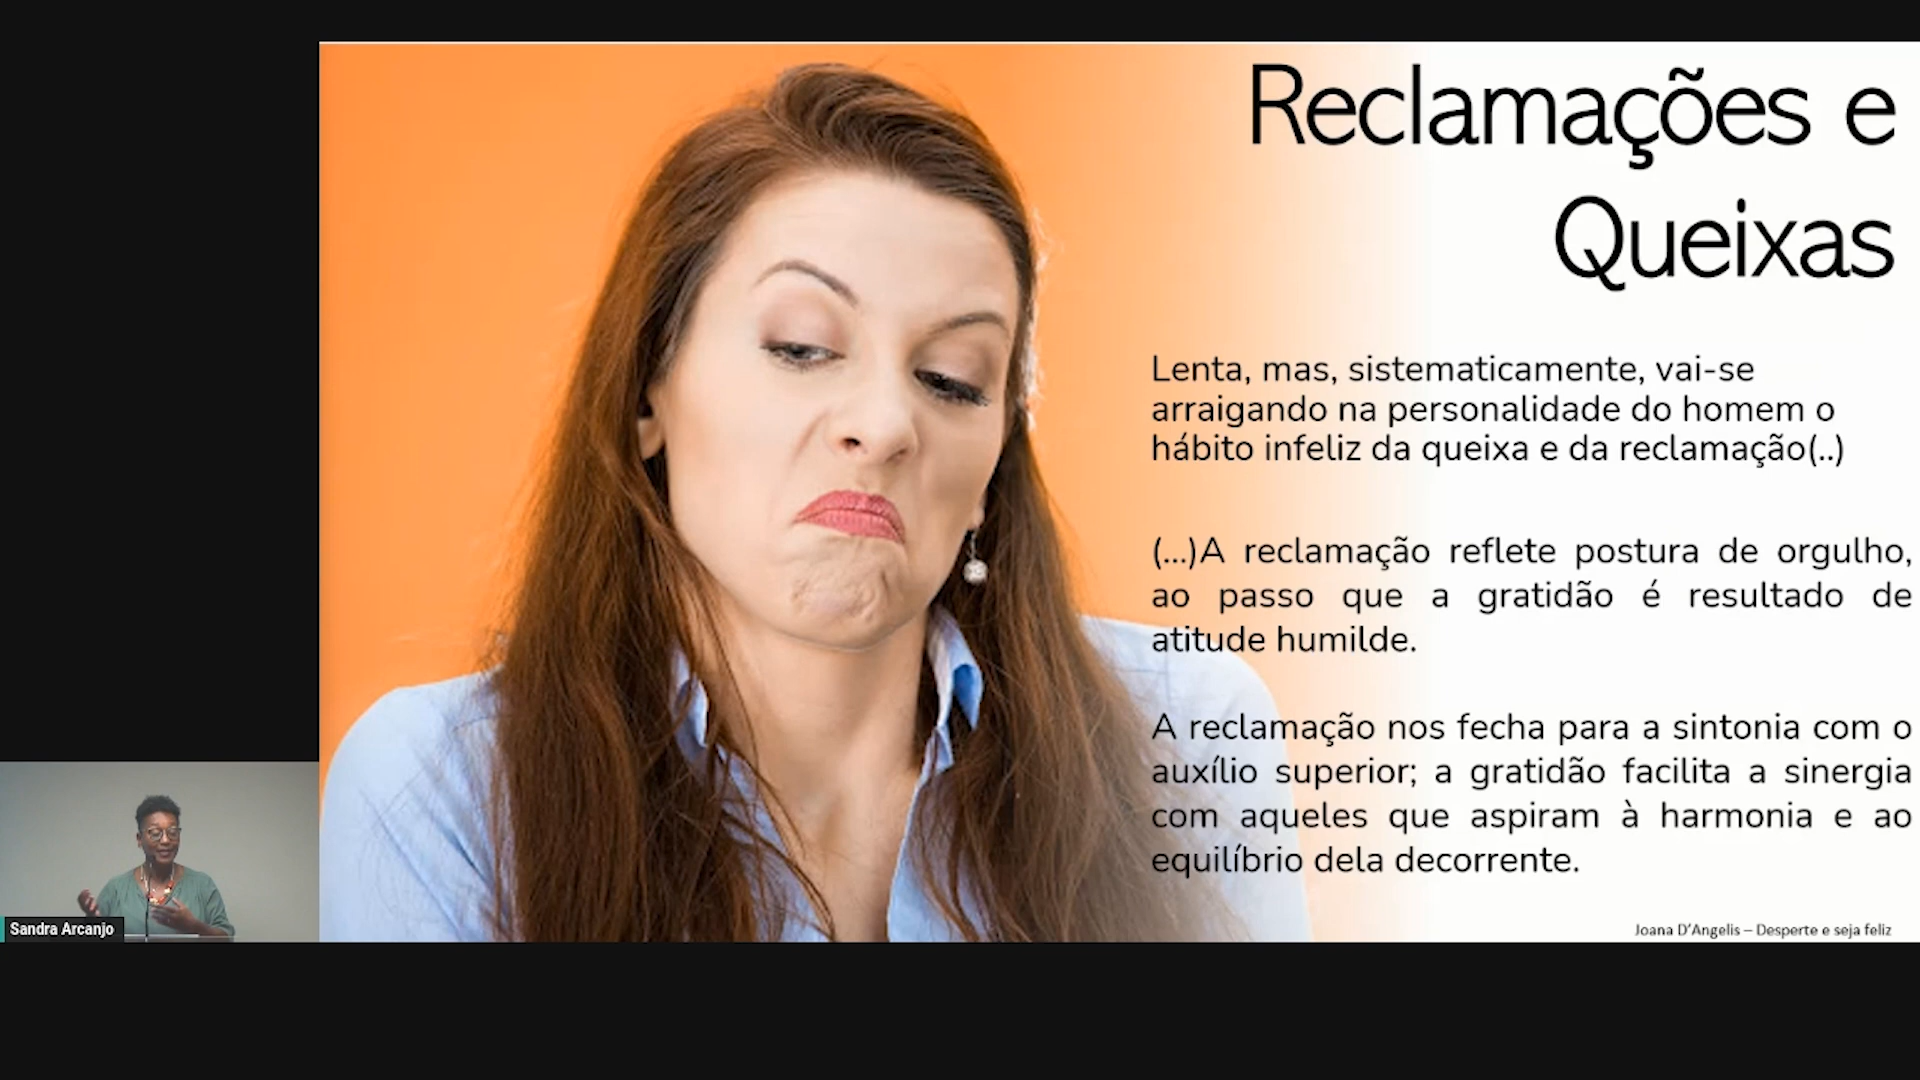 Reclamações e
Queixas
Lenta, mas, sistematicamente, vai-se
arraigando na personalidade do homem o
hábito infeliz da queixa e da reclamação(..)
(...)A reclamação reflete postura de orgulho,
ao passo que a gratidão é resultado de
atitude humilde.
A reclamação nos fecha para a sintonia com o
auxílio superior; a gratidão facilita a sinergia
com aqueles que aspiram à harmonia e ao
equilíbrio dela decorrente.
Joana D'Angelis – Desperte e seja feliz
Sandra Arcanjo